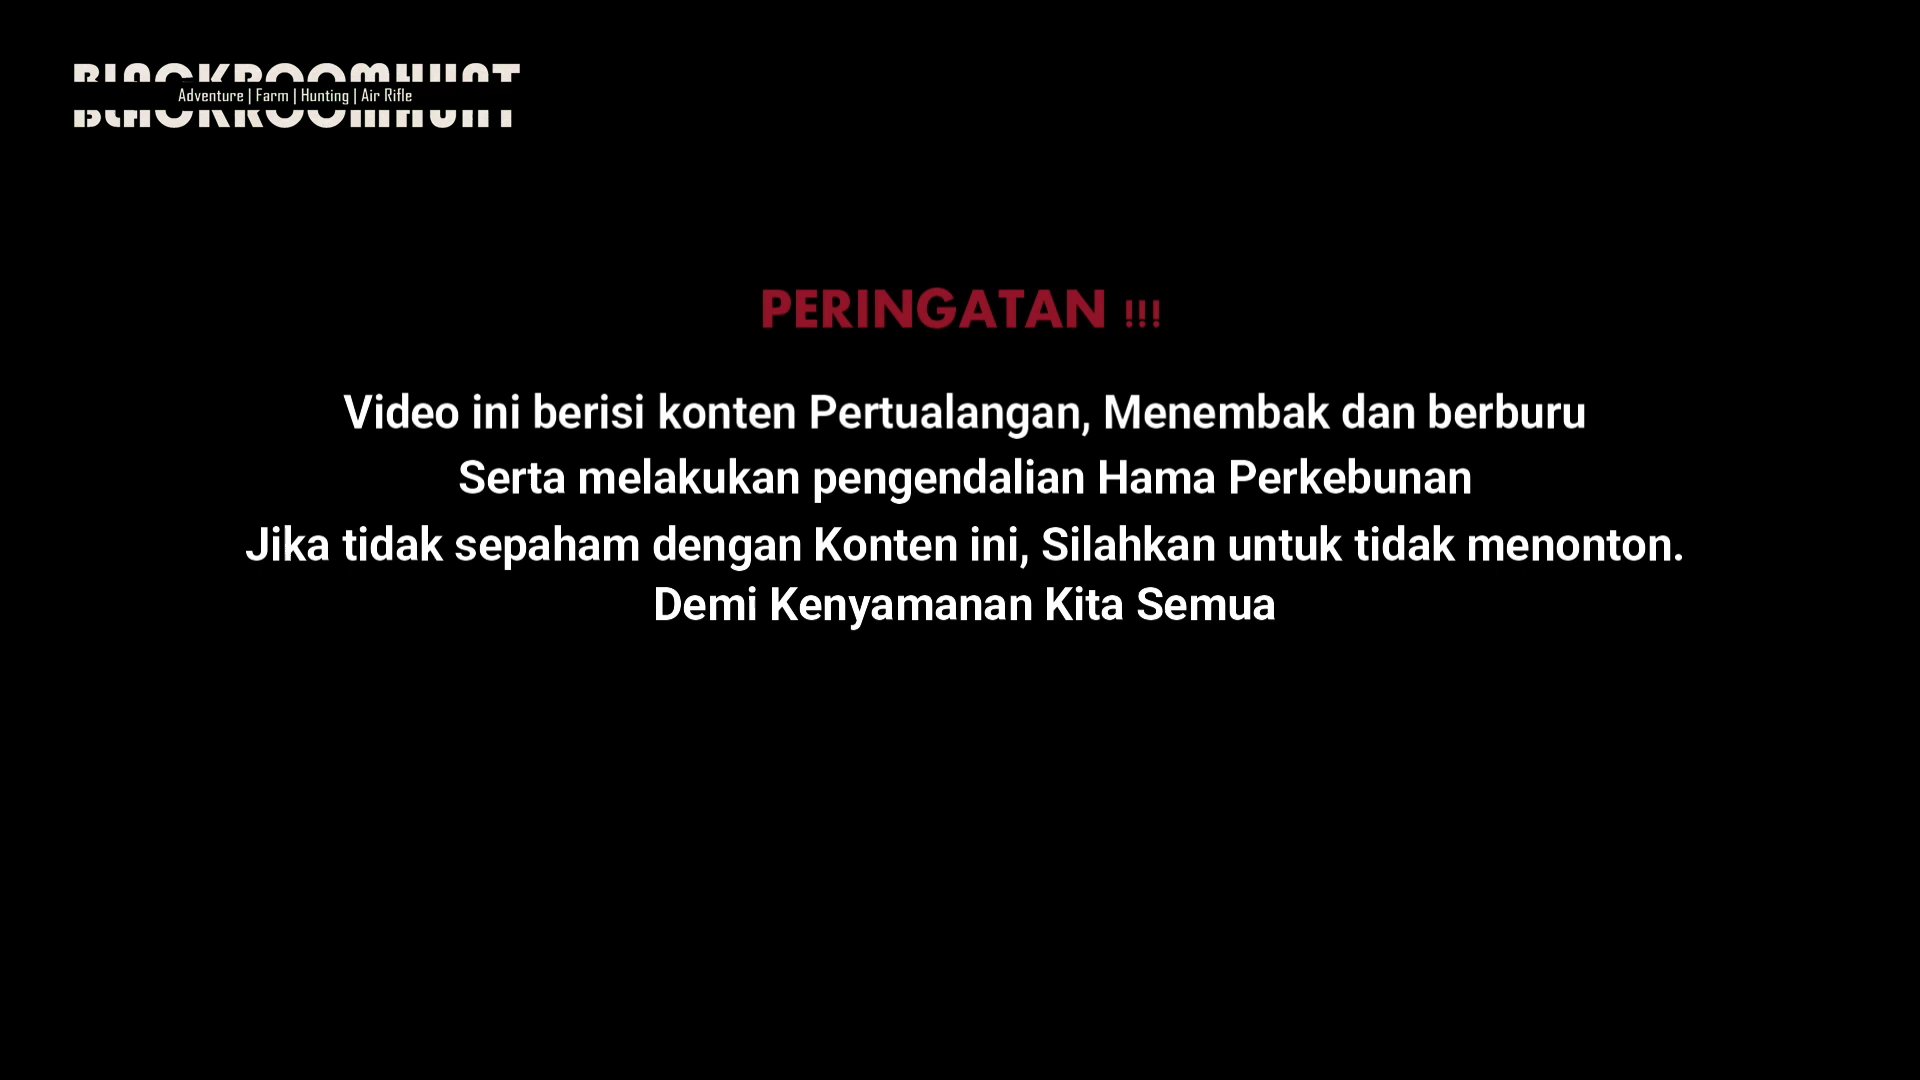 BLACKROOMHUNT
Adventure | Farm | Hunting | Air Rifle
PERINGATAN !!!
Video ini berisi konten Pertualangan, Menembak dan berburu
Serta melakukan pengendalian Hama Perkebunan
Jika tidak sepaham dengan Konten ini, Silahkan untuk tidak menonton.
Demi Kenyamanan Kita Semua